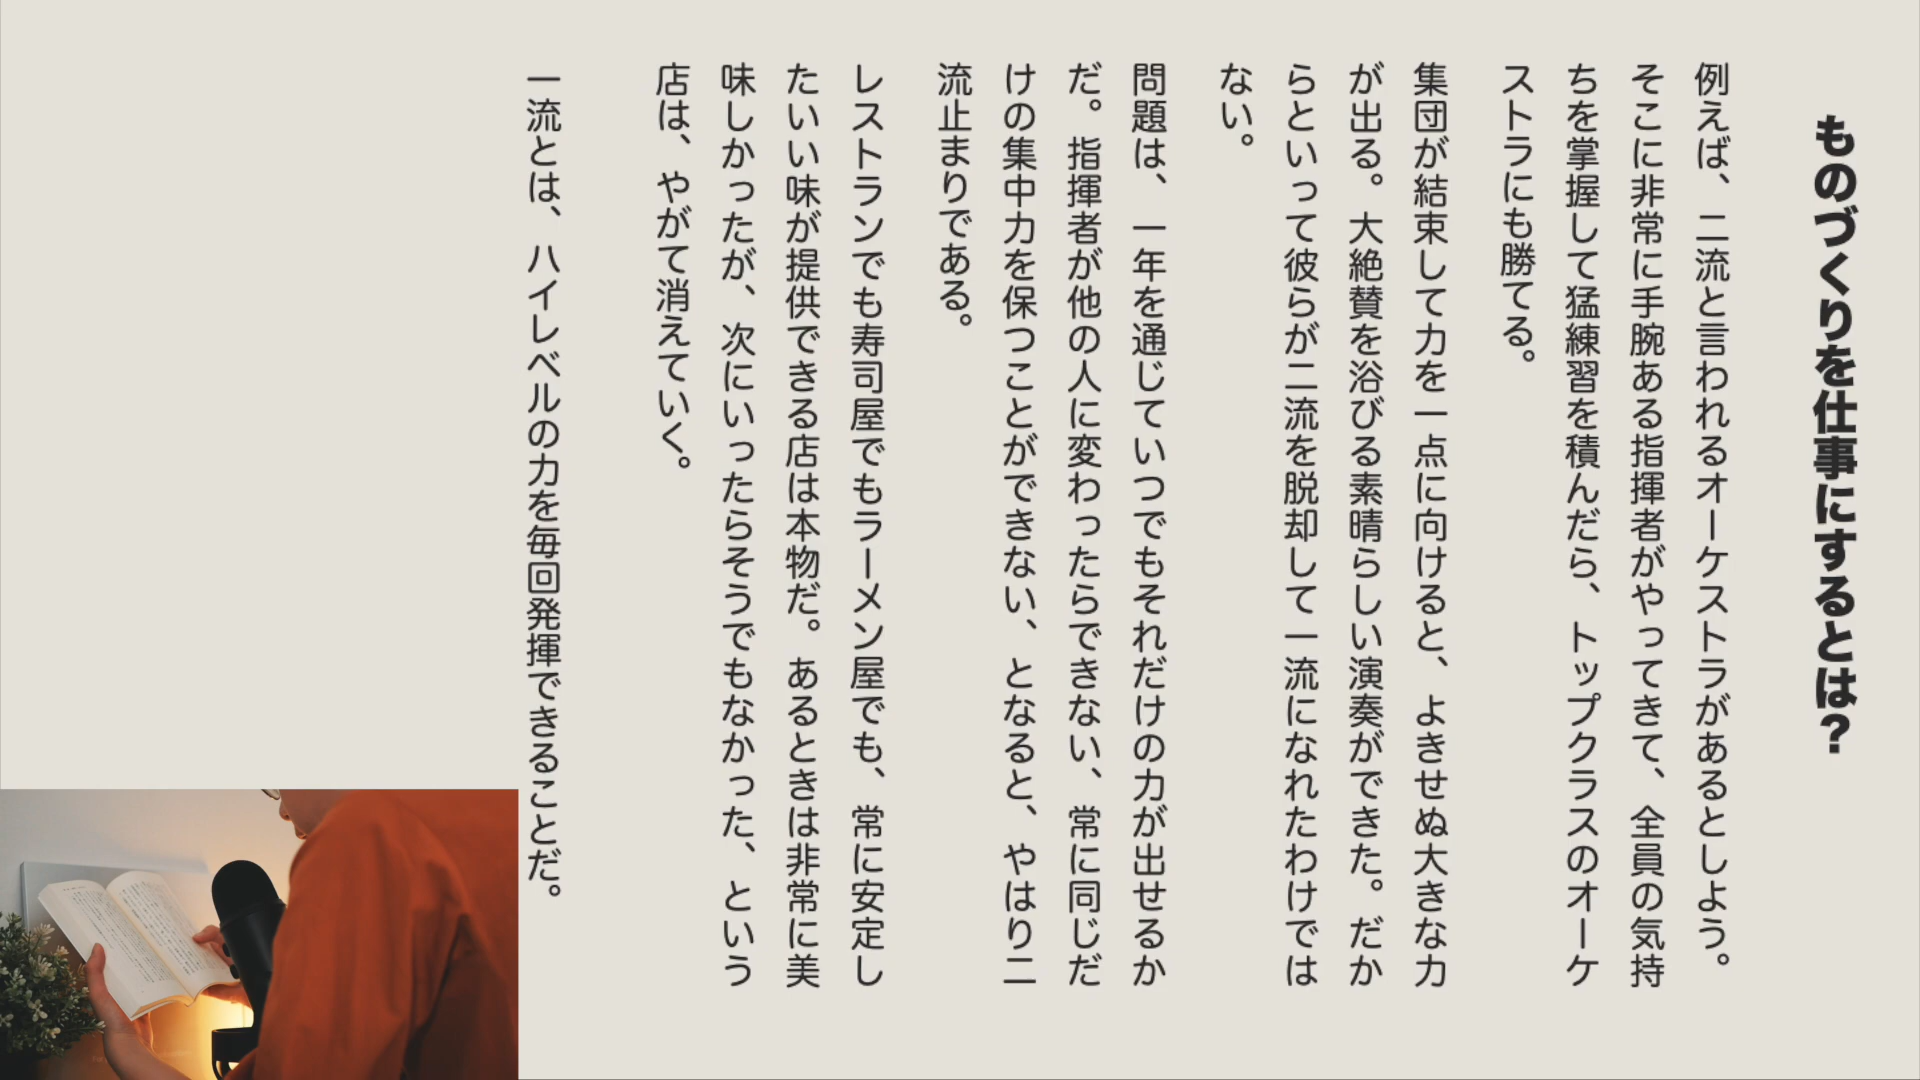 ものづくりを仕事にするとは?
例えば、二流と言われるオーケストラがあるとしよう。
そこに非常に手腕ある指揮者がやってきて、全員の気持
ちを掌握して猛練習を積んだら、トップクラスのオーケ
ストラにも勝てる。
集団が結束して力を一点に向けると、よきせぬ大きな力
が出る。大絶賛を浴びる素晴らしい演奏ができた。だか
らといって彼らが二流を脱却して一流になれたわけでは
ない。
問題は、一年を通じていつでもそれだけの力が出せるか
だ。指揮者が他の人に変わったらできない、常に同じだ
けの集中力を保つことができない、となると、やはり二
流止まりである。
レストランでも寿司屋でもラーメン屋でも、常に安定し
たいい味が提供できる店は本物だ。あるときは非常に美
味しかったが、次にいったらそうでもなかった、という
店は、やがて消えていく。
一流とは、ハイレベルの力を毎回発揮できることだ。